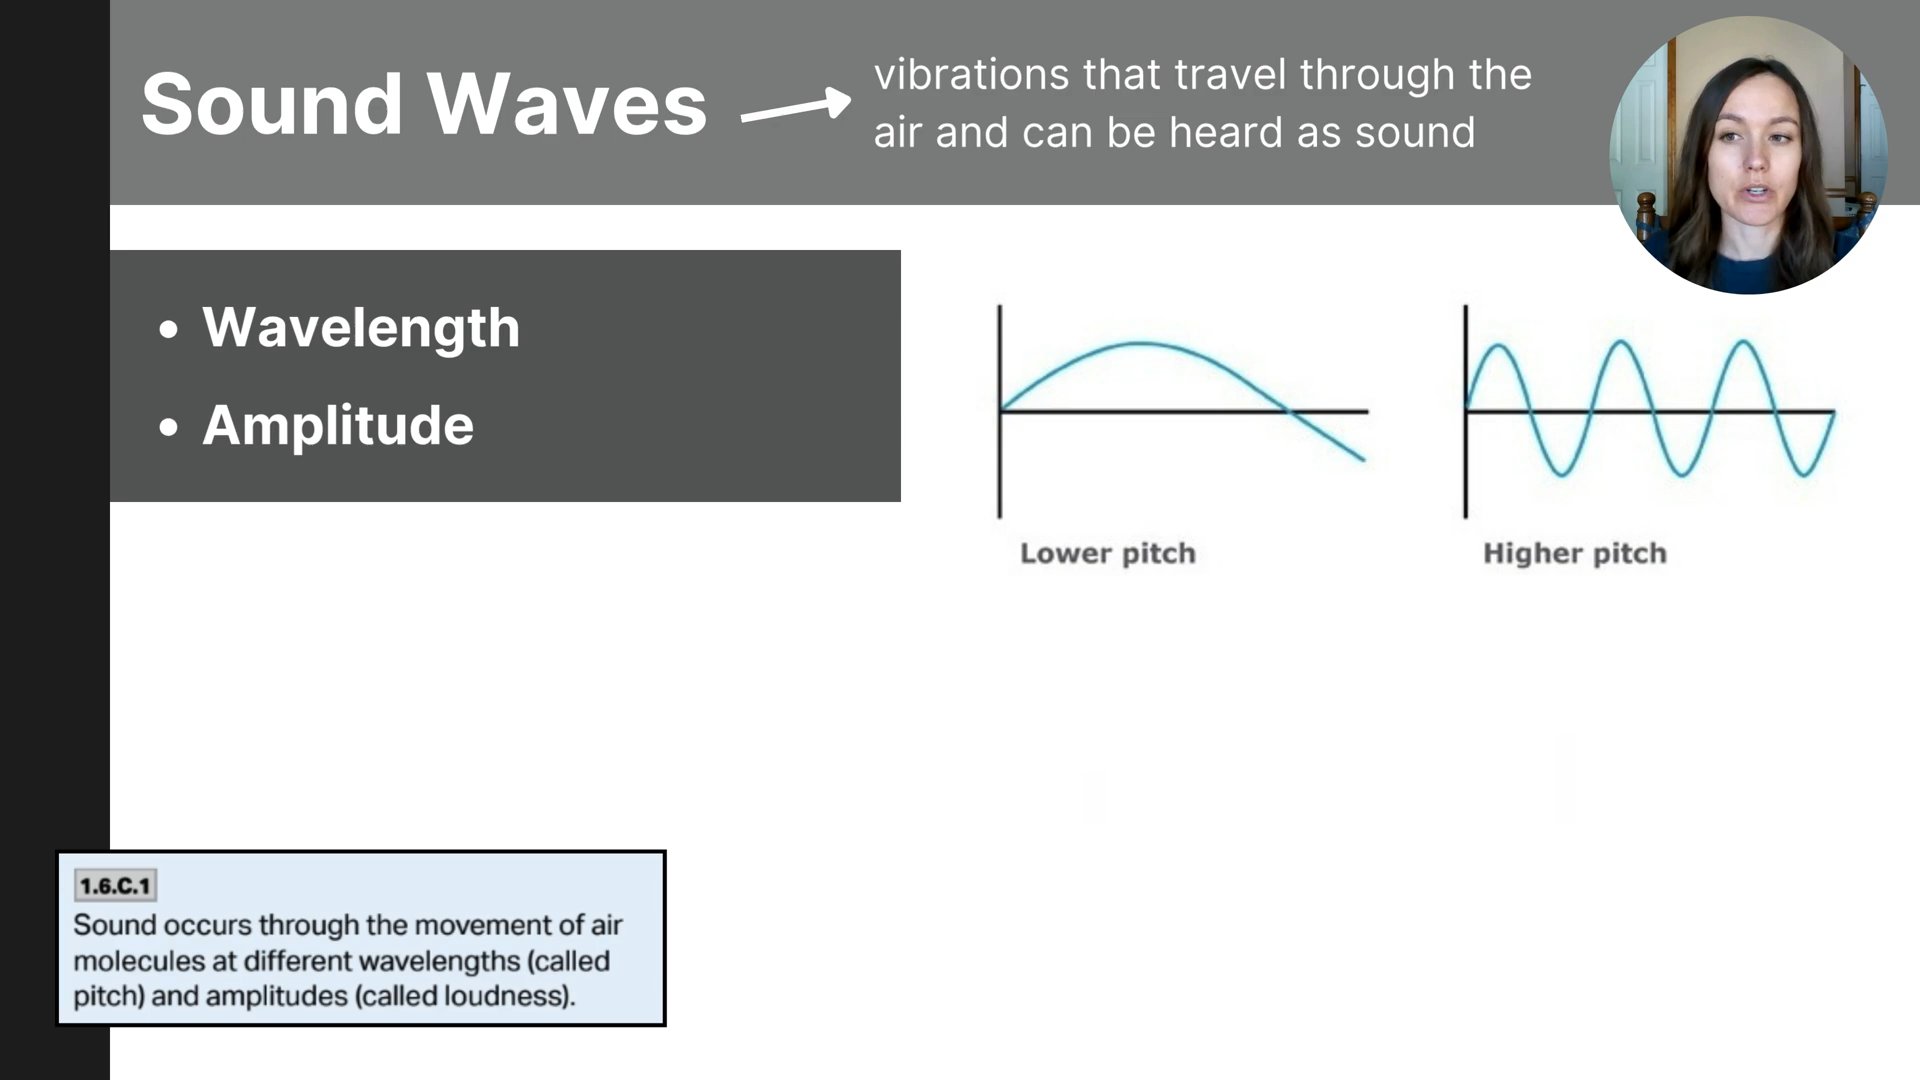 Sound Waves
vibrations that travel through the
air and can be heard as sound
• Wavelength
• Amplitude
Lower pitch
Higher pitch
1.6.C.1
Sound occurs through the movement of air
molecules at different wavelengths (called
pitch) and amplitudes (called loudness).